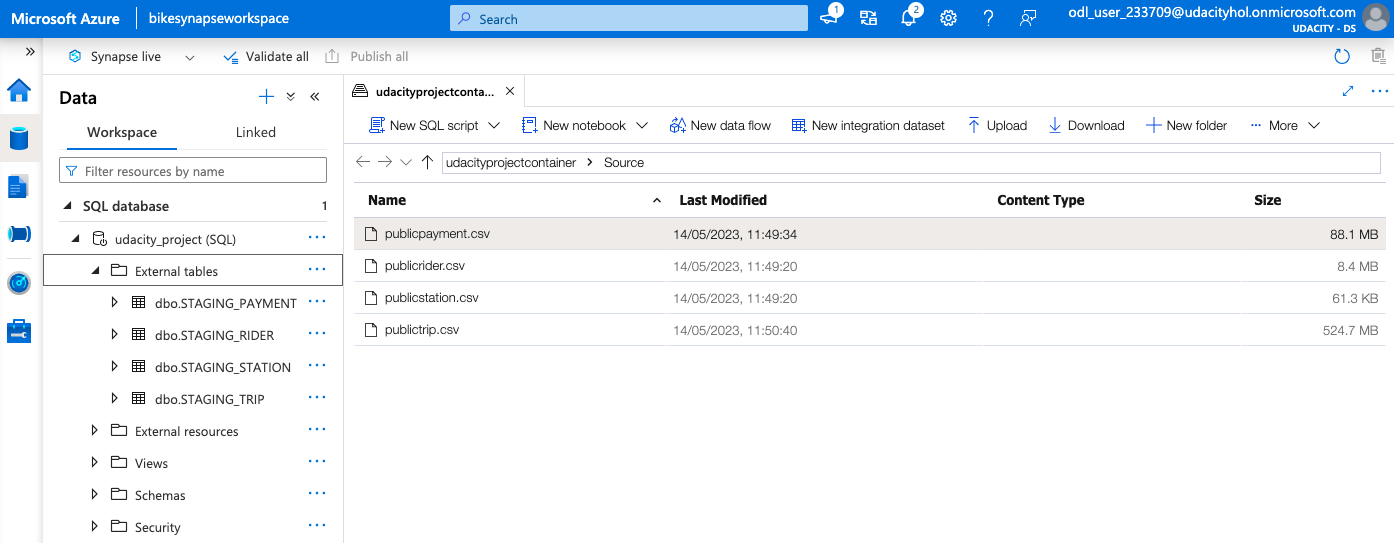 Microsoft Azure bikesynapseworkspace Search 1 2 odl_user_233709@udacityhol.onmicrosoft.com
UDACITY - DS
Synapse live Validate all Publish all
Data
Workspace Linked
Filter resources by name
SQL database 1
udacity_project (SQL)
External tables
dbo.STAGING_PAYMENT
dbo.STAGING_RIDER
dbo.STAGING_STATION
dbo.STAGING_TRIP
External resources
Views
Schemas
Security
udacityprojectconta...
New SQL script New notebook New data flow New integration dataset Upload Download New folder More
udacityprojectcontainer Source
Name Last Modified Content Type Size
publicpayment.csv 14/05/2023, 11:49:34 88.1 MB
publicrider.csv 14/05/2023, 11:49:20 8.4 MB
publicstation.csv 14/05/2023, 11:49:20 61.3 KB
publictrip.csv 14/05/2023, 11:50:40 524.7 MB